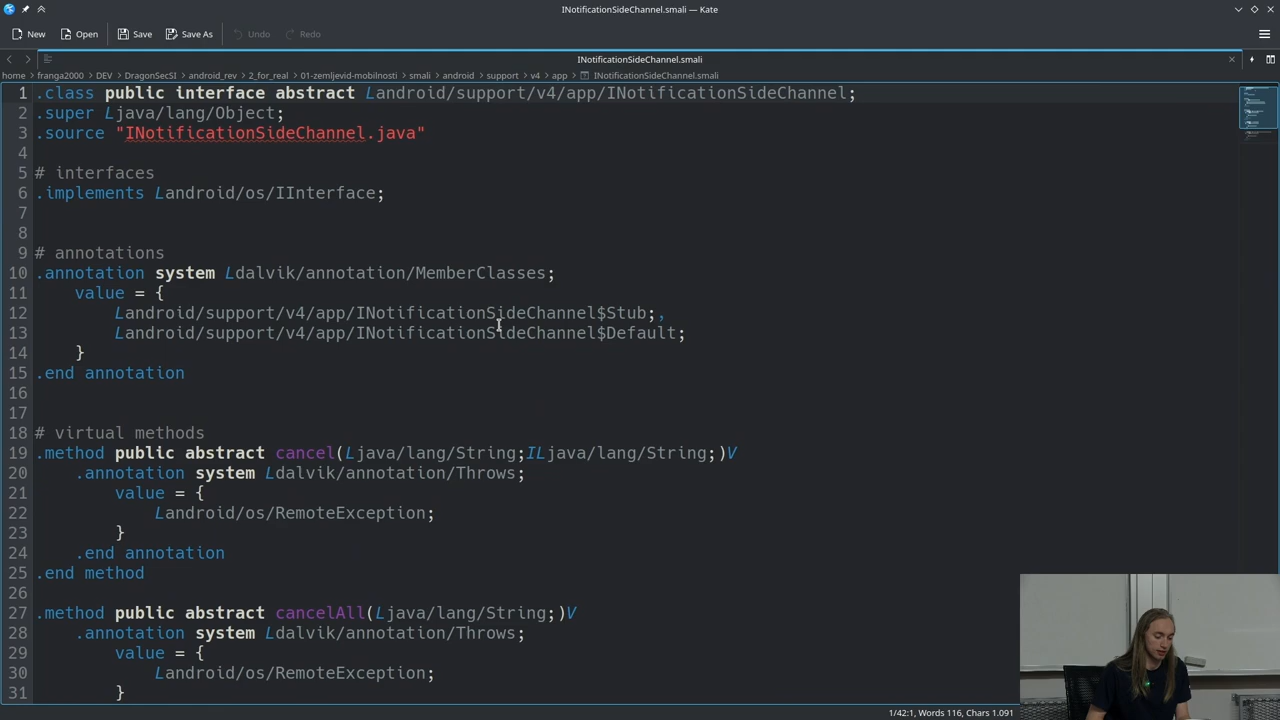 INotificationSideChannel.smali — Kate
New Open Save Save As Undo Redo
INotificationSideChannel.smali
home franga2000 DEV DragonSecSI android_rev 2_for_real 01-zemljevid-mobilnosti smali android support v4 app INotificationSideChannel.smali
1 .class public interface abstract Landroid/support/v4/app/INotificationSideChannel;
2 .super Ljava/lang/Object;
3 .source "INotificationSideChannel.java"
4
5 # interfaces
6 .implements Landroid/os/IInterface;
7
8
9 # annotations
10 .annotation system Ldalvik/annotation/MemberClasses;
11 value = {
12 Landroid/support/v4/app/INotificationSideChannel$Stub;,
13 Landroid/support/v4/app/INotificationSideChannel$Default;
14 }
15 .end annotation
16
17
18 # virtual methods
19 .method public abstract cancel(Ljava/lang/String;ILjava/lang/String;)V
20 .annotation system Ldalvik/annotation/Throws;
21 value = {
22 Landroid/os/RemoteException;
23 }
24 .end annotation
25 .end method
26
27 .method public abstract cancelAll(Ljava/lang/String;)V
28 .annotation system Ldalvik/annotation/Throws;
29 value = {
30 Landroid/os/RemoteException;
31 }
1/42:1, Words 116, Chars 1.091